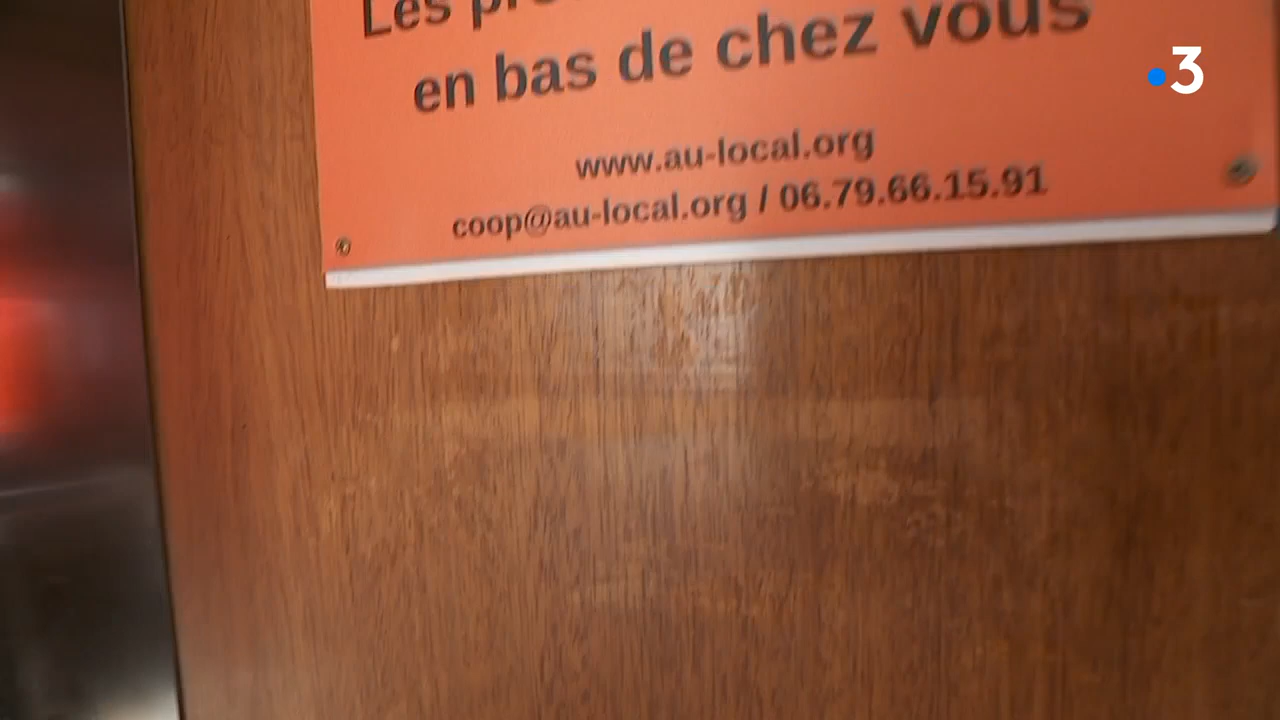 Les
en bas de chez vous
www.au-local.org
coop@au-local.org / 06.79.66.15.91
3